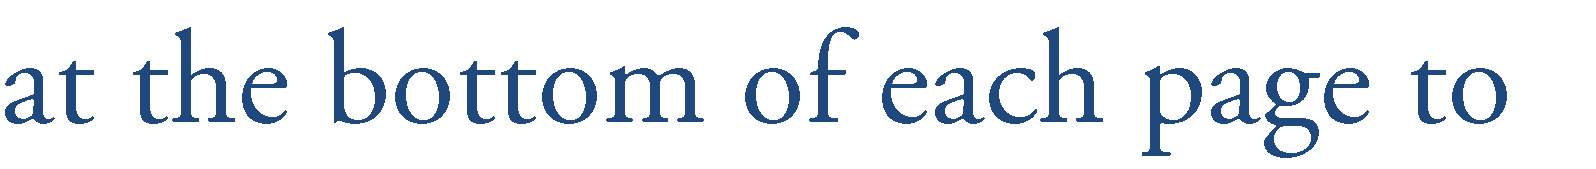 at the bottom of each page to